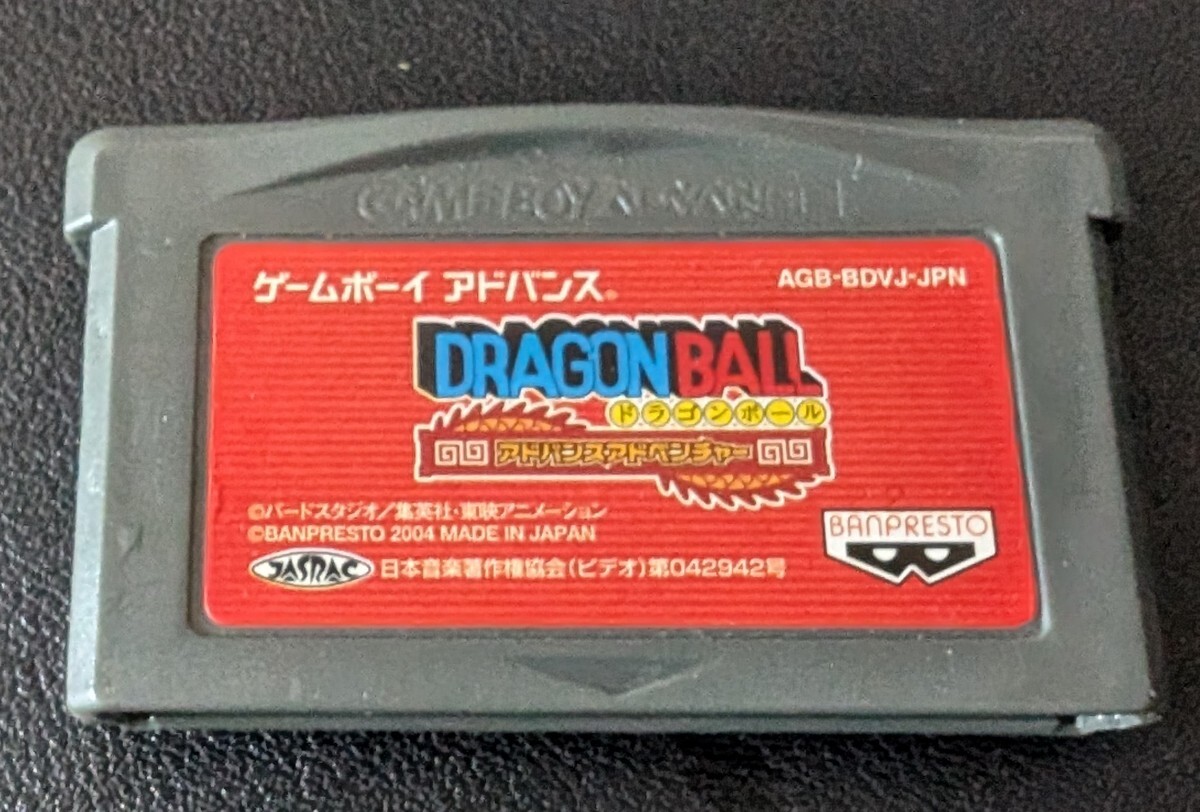 GAME BOY ADVANCE
ゲームボーイ アドバンス®
AGB-BDVJ-JPN
DRAGON BALL
ドラゴンボール
アドバンスアドベンチャー
©バードスタジオ/集英社・東映アニメーション
©BANPRESTO 2004 MADE IN JAPAN
JASRAC 日本音楽著作権協会(ビデオ)第042942号
BANPRESTO